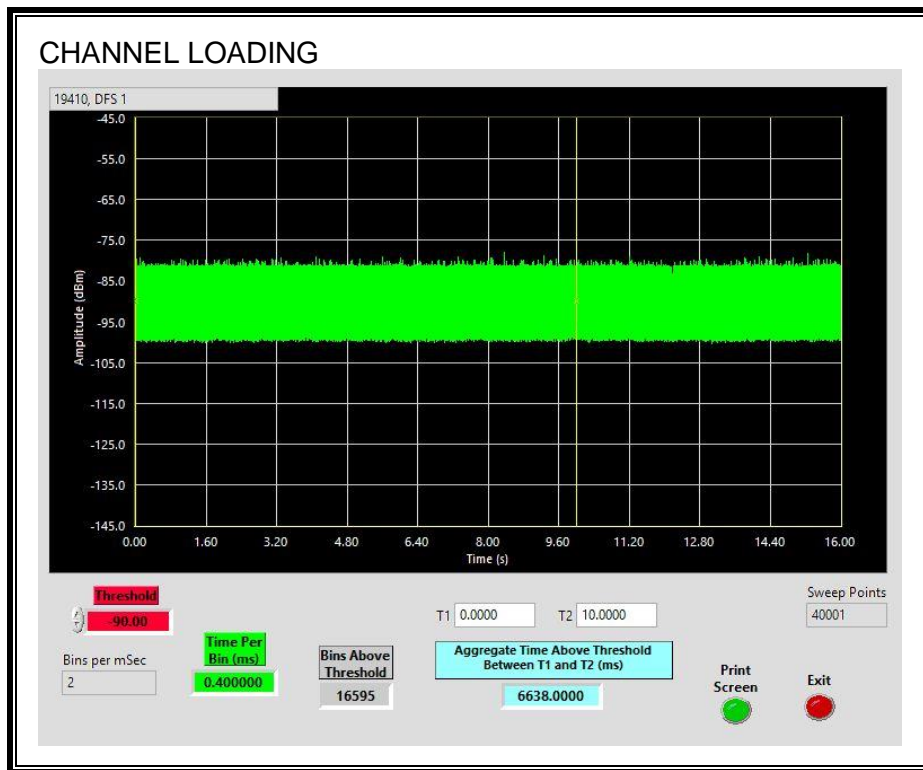 CHANNEL LOADING
19410, DFS 1
-45.0
-55.0
-65.0
-75.0
-85.0
-95.0
-105.0
-115.0
-125.0
-135.0
-145.0
Amplitude (dBm)
0.00 1.60 3.20 4.80 6.40 8.00 9.60 11.20 12.80 14.40 16.00
Time (s)
Threshold
-90.00
Bins per mSec
2
Time Per
Bin (ms)
0.400000
Bins Above
Threshold
16595
T1 0.0000 T2 10.0000
Aggregate Time Above Threshold
Between T1 and T2 (ms)
6638.0000
Sweep Points
40001
Print
Screen
Exit